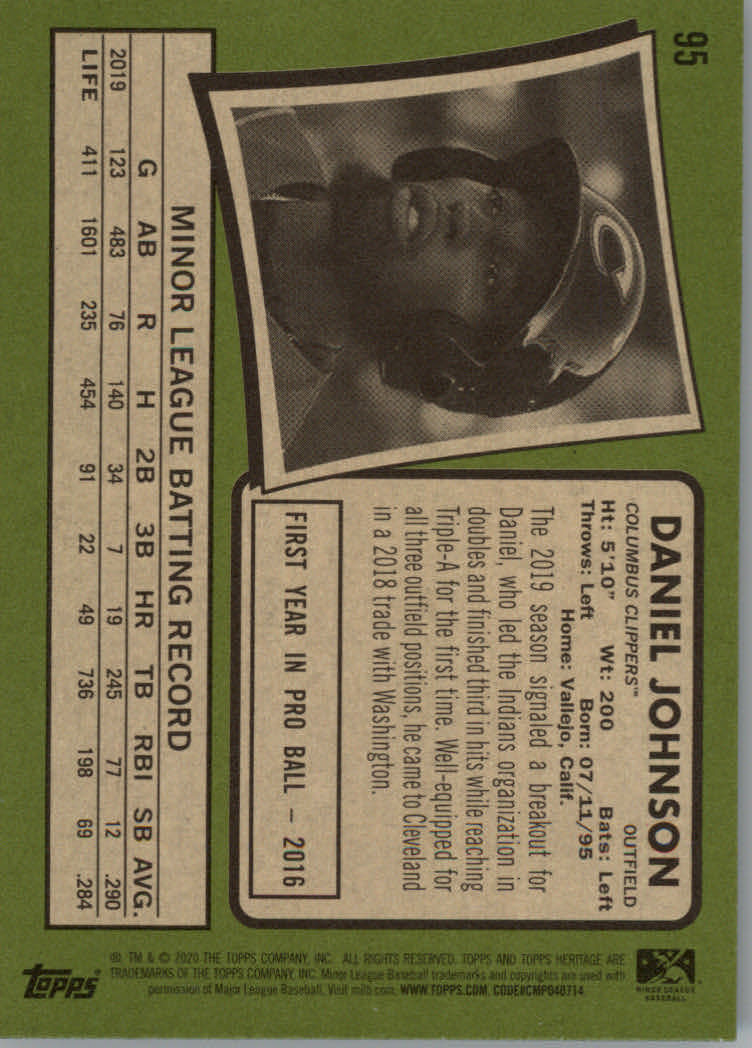 95
DANIEL JOHNSON
COLUMBUS CLIPPERS™ OUTFIELD
Ht: 5'10" Wt: 200 Bats: Left
Throws: Left Born: 07/11/95
Home: Vallejo, Calif.
The 2019 season signaled a breakout for
Daniel, who led the Indians organization in
doubles and finished third in hits while reaching
Triple-A for the first time. Well-equipped for
all three outfield positions, he came to Cleveland
in a 2018 trade with Washington.
FIRST YEAR IN PRO BALL – 2016
MINOR LEAGUE BATTING RECORD
G AB R H 2B 3B HR TB RBI SB AVG.
2019 123 483 76 140 34 7 19 245 77 12 .290
LIFE 411 1601 235 454 91 22 49 736 198 69 .284
MINOR LEAGUE
BASEBALL
®, TM & © 2020 THE TOPPS COMPANY, INC. ALL RIGHTS RESERVED. TOPPS AND TOPPS HERITAGE ARE
TRADEMARKS OF THE TOPPS COMPANY, INC. Minor League Baseball trademarks and copyrights are used with
permission of Major League Baseball. Visit milb.com. WWW.TOPPS.COM. CODE#CMP040714
topps®